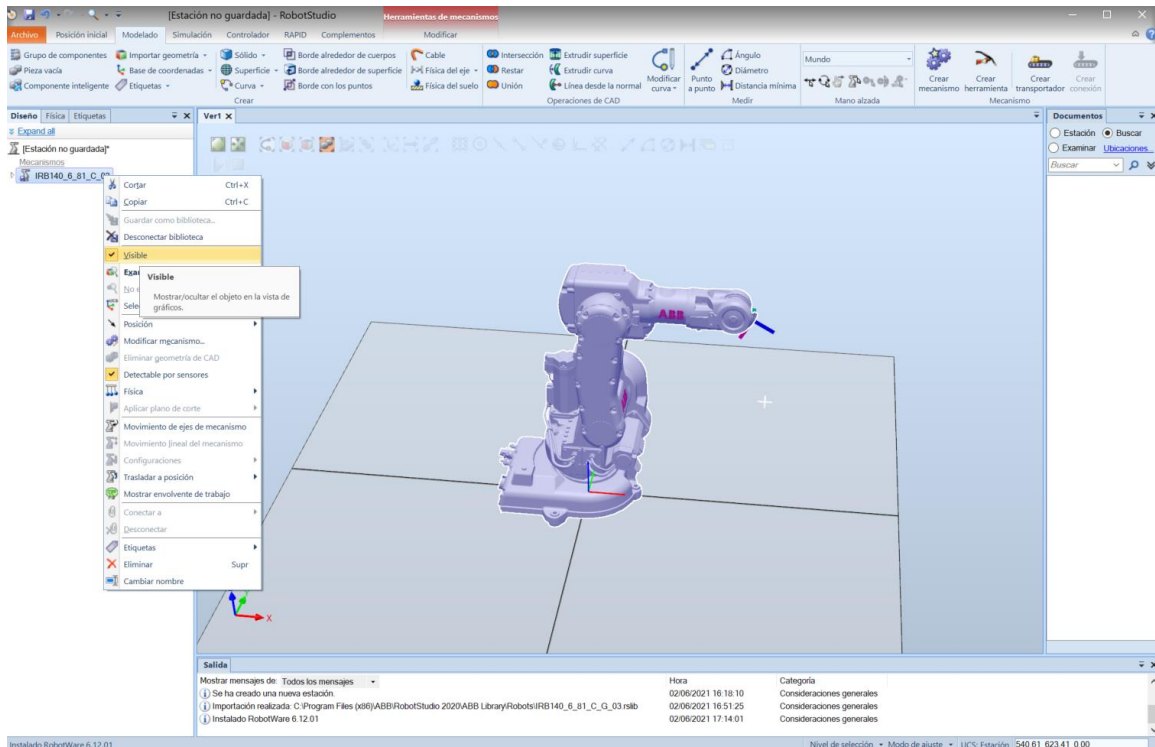 [Estación no guardada] - RobotStudio
Herramientas de mecanismos
Archivo Posición inicial Modelado Simulación Controlador RAPID Complementos Modificar
Grupo de componentes
Pieza vacía
Componente inteligente
Importar geometría
Base de coordenadas
Etiquetas
Sólido
Superficie
Curva
Borde alrededor de cuerpos
Borde alrededor de superficie
Borde con los puntos
Crear
Cable
Física del eje
Física del suelo
Intersección
Restar
Unión
Extrudir superficie
Extrudir curva
Línea desde la normal
Operaciones de CAD
Modificar curva
Punto a punto
Ángulo
Diámetro
Distancia mínima
Medir
Mundo
Mano alzada
Crear mecanismo
Crear herramienta
Crear transportador
Crear conexión
Mecanismo
Diseño Física Etiquetas
Expand all
[Estación no guardada]*
Mecanismos
IRB140_6_81_C_
Cortar Ctrl+X
Copiar Ctrl+C
Guardar como biblioteca...
Desconectar biblioteca
Visible
Exa
No
Sele
Visible
Mostrar/ocultar el objeto en la vista de
gráficos.
Posición
Modificar mecanismo...
Eliminar geometría de CAD
Detectable por sensores
Física
Aplicar plano de corte
Movimiento de ejes de mecanismo
Movimiento lineal del mecanismo
Configuraciones
Trasladar a posición
Mostrar envolvente de trabajo
Conectar a
Desconectar
Etiquetas
Eliminar Supr
Cambiar nombre
Ver1
ABB
X
Documentos
Estación Buscar
Examinar Ubicaciones...
Buscar
Salida
Mostrar mensajes de: Todos los mensajes Hora Categoría
Se ha creado una nueva estación. 02/06/2021 16:18:10 Consideraciones generales
Importación realizada: C:\Program Files (x86)\ABB\RobotStudio 2020\ABB Library\Robots\IRB140_6_81_C_G_03.rslib 02/06/2021 16:51:25 Consideraciones generales
Instalado RobotWare 6.12.01 02/06/2021 17:14:01 Consideraciones generales
Instalado RobotWare 6.12.01 Nivel de selección Modo de ajuste UCS: Estación 540.61 623.41 0.00